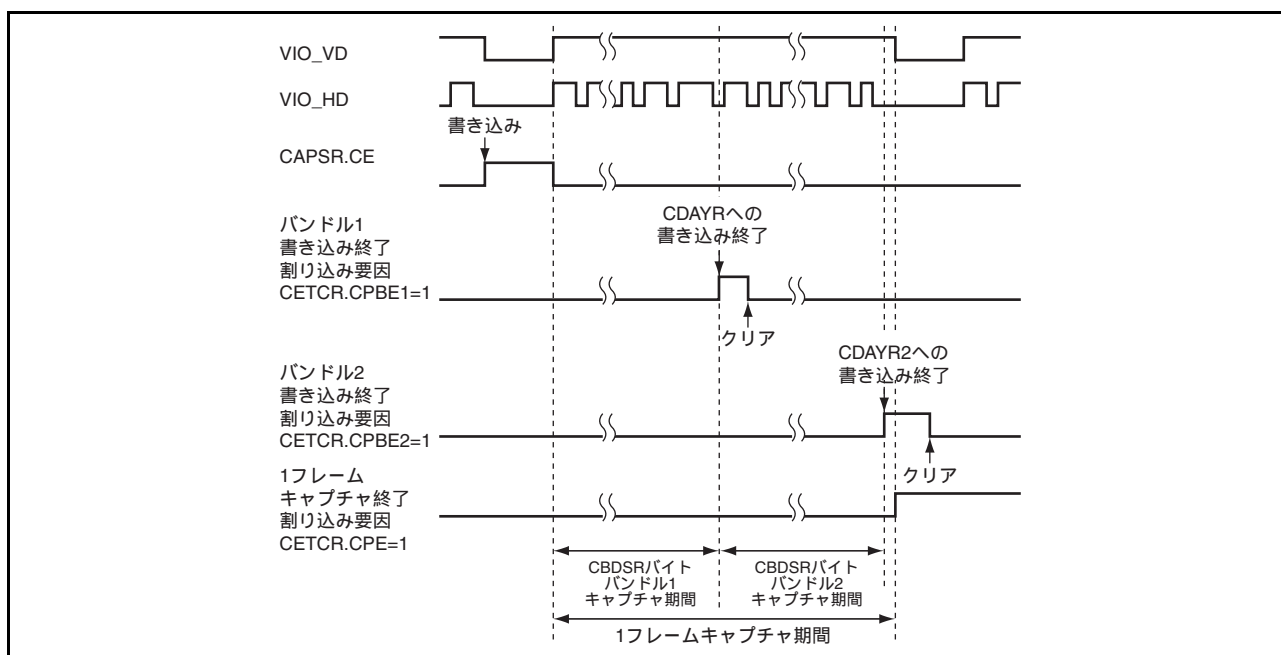 VIO_VD
VIO_HD
書き込み
CAPSR.CE
バンドル1
書き込み終了
割り込み要因
CETCR.CPBE1=1
CDAYRへの
書き込み終了
クリア
バンドル2
書き込み終了
割り込み要因
CETCR.CPBE2=1
CDAYR2への
書き込み終了
クリア
1フレーム
キャプチャ終了
割り込み要因
CETCR.CPE=1
CBDSRバイト
バンドル1
キャプチャ期間
CBDSRバイト
バンドル2
キャプチャ期間
1フレームキャプチャ期間